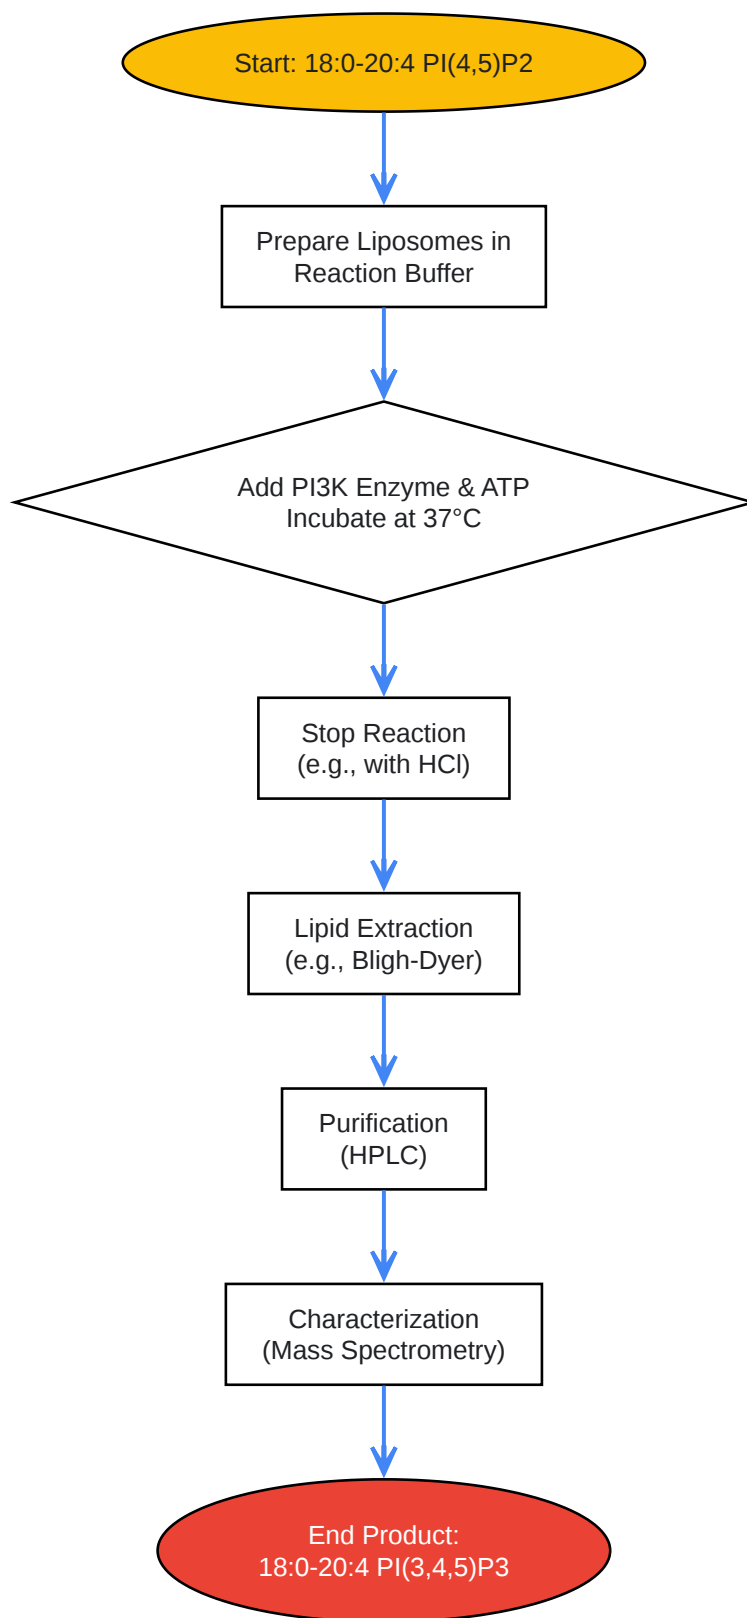 Start: 18:0-20:4 PI(4,5)P2
Prepare Liposomes in
Reaction Buffer
Add PI3K Enzyme & ATP
Incubate at 37°C
Stop Reaction
(e.g., with HCl)
Lipid Extraction
(e.g., Bligh-Dyer)
Purification
(HPLC)
Characterization
(Mass Spectrometry)
End Product:
18:0-20:4 PI(3,4,5)P3